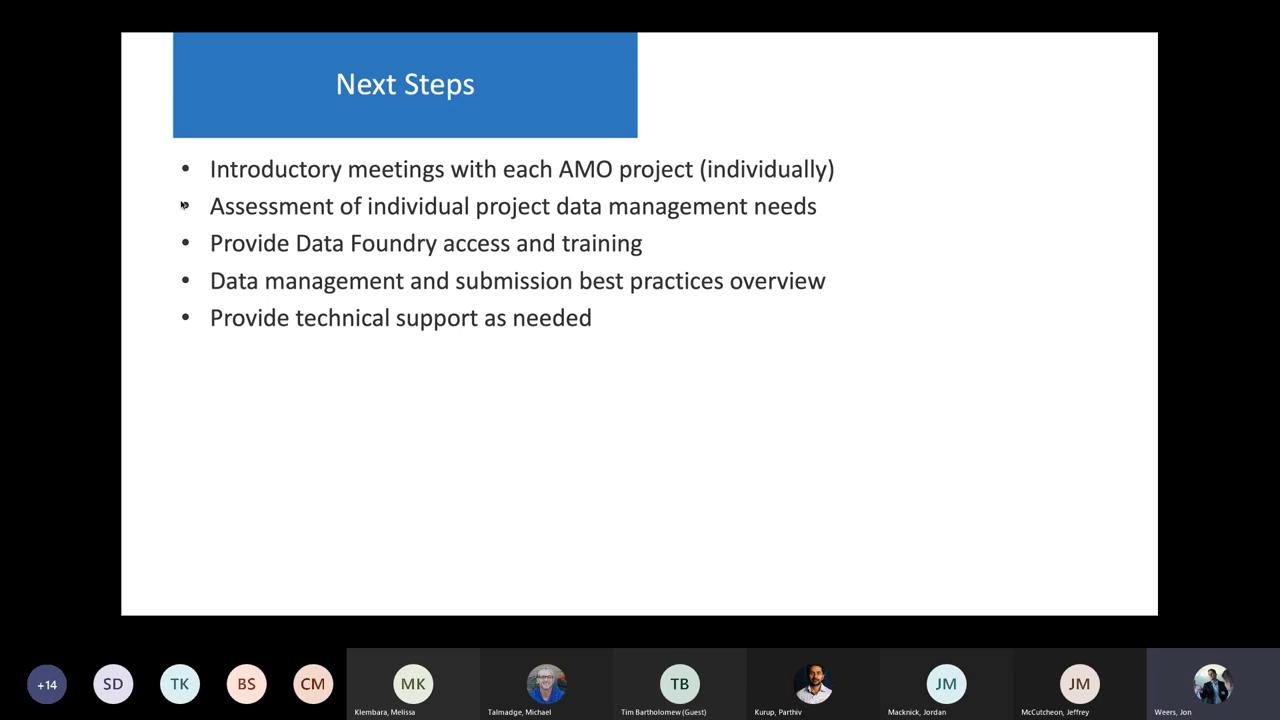 Next Steps
• Introductory meetings with each AMO project (individually)
• Assessment of individual project data management needs
• Provide Data Foundry access and training
• Data management and submission best practices overview
• Provide technical support as needed
+14
SD
TK
BS
CM
MK
TB
JM
JM
Klembara, Melissa
Talmadge, Michael
Tim Bartholomew (Guest)
Kurup, Parthiv
Macknick, Jordan
McCutcheon, Jeffrey
Weers, Jon